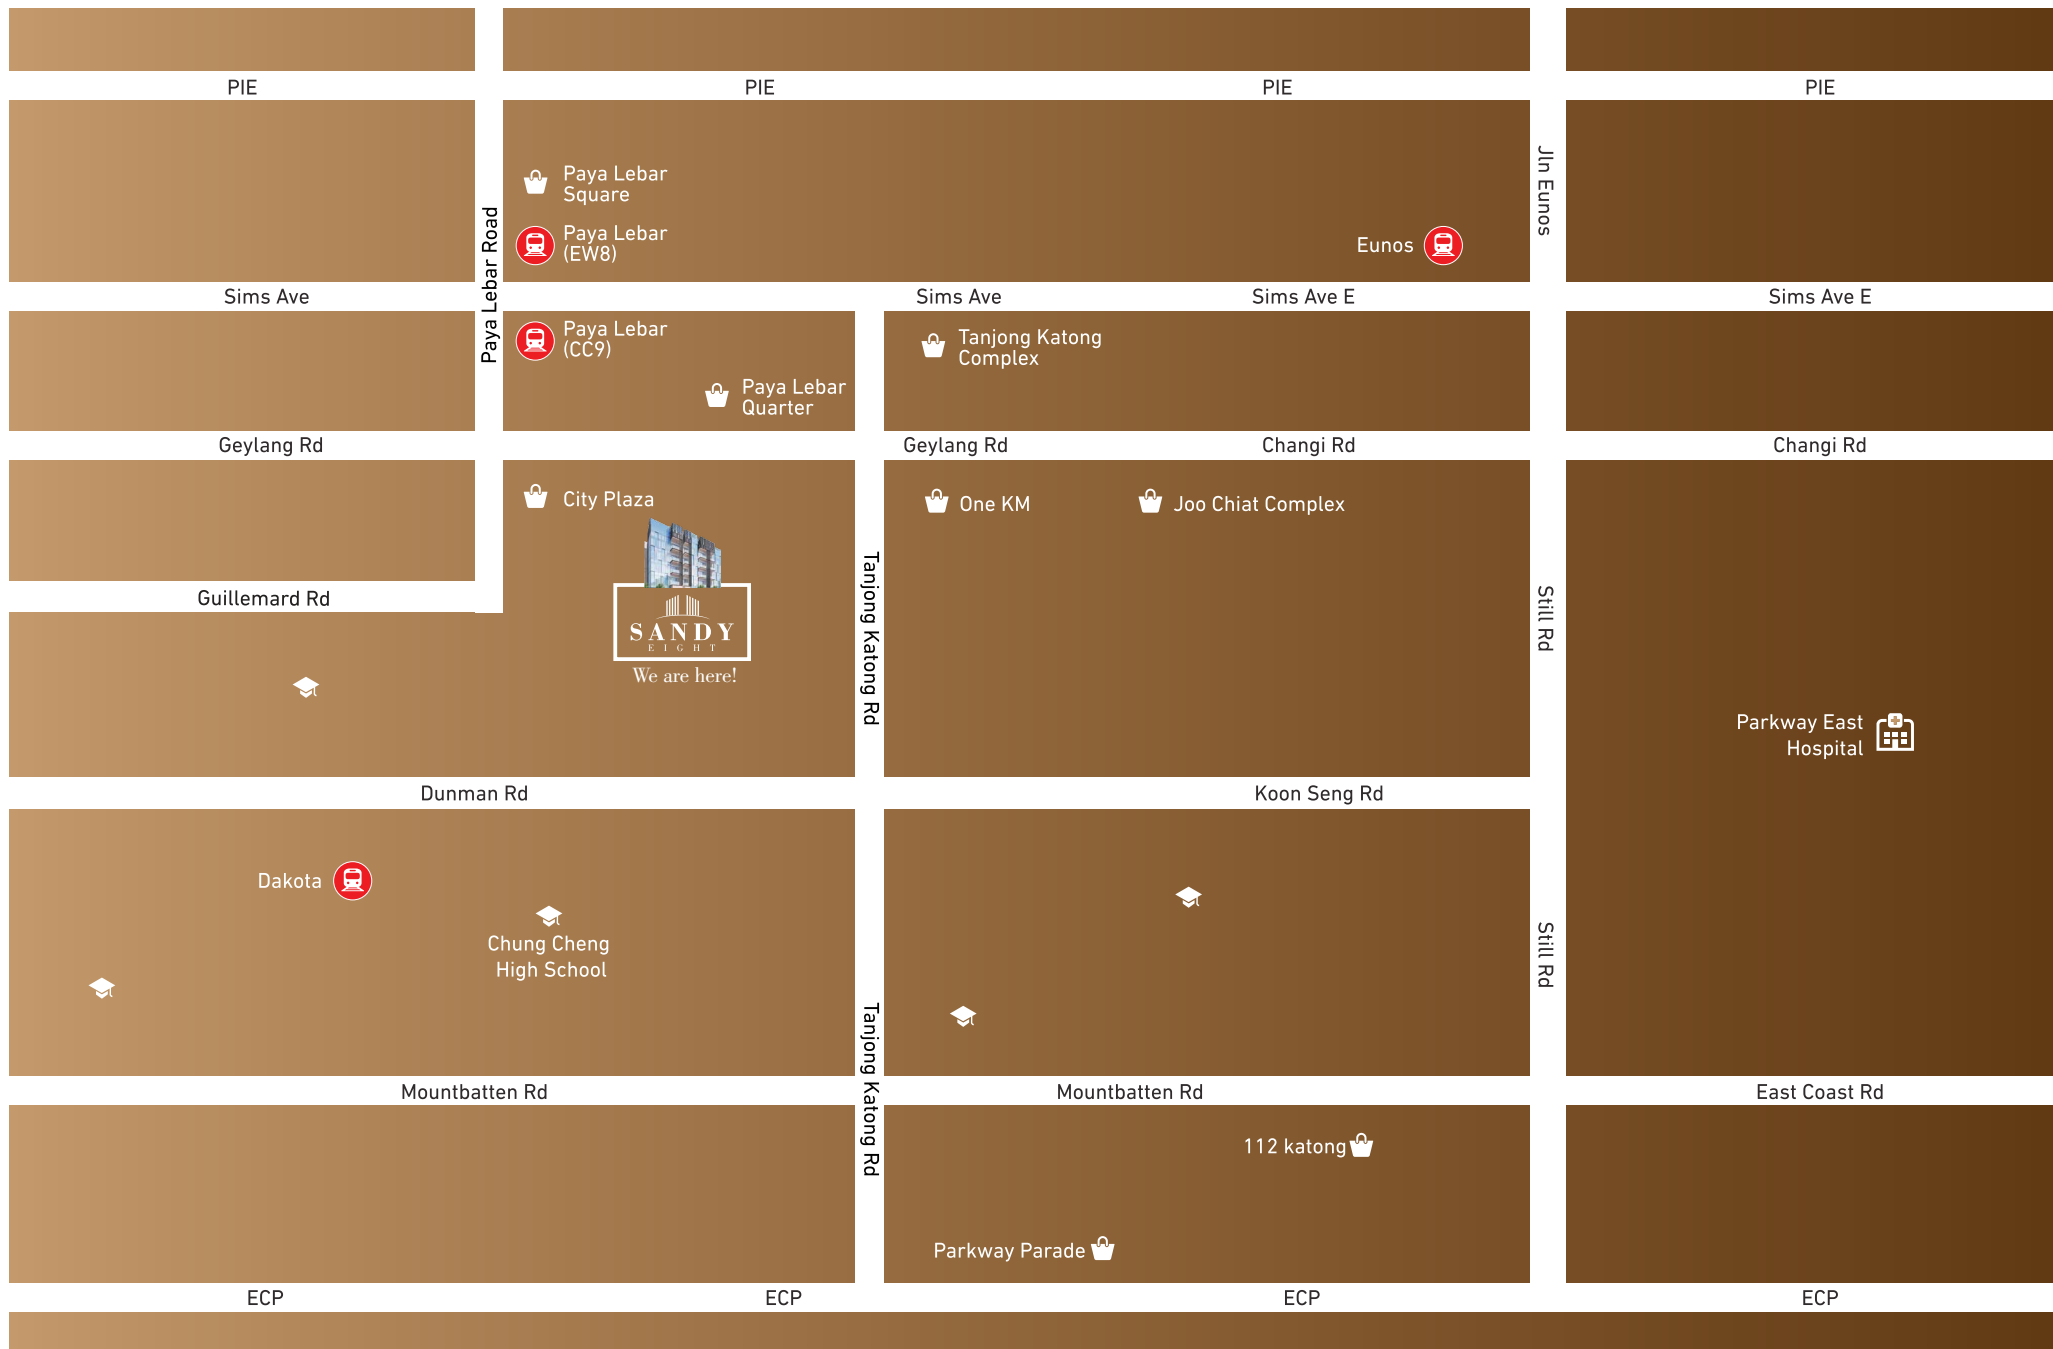 PIE PIE PIE PIE
Jln Eunos
Paya Lebar
Square
Paya Lebar Road
Paya Lebar
(EW8)
Eunos
Sims Ave Sims Ave Sims Ave E Sims Ave E
Paya Lebar
(CC9)
Tanjong Katong
Complex
Paya Lebar
Quarter
Geylang Rd Geylang Rd Changi Rd Changi Rd
City Plaza
One KM
Joo Chiat Complex
Tanjong Katong Rd
Still Rd
Guillemard Rd
SANDY
EIGHT
We are here!
Parkway East
Hospital
Dunman Rd Koon Seng Rd
Dakota
Chung Cheng
High School
Still Rd
Tanjong Katong Rd
Mountbatten Rd Mountbatten Rd East Coast Rd
112 katong
Parkway Parade
ECP ECP ECP ECP